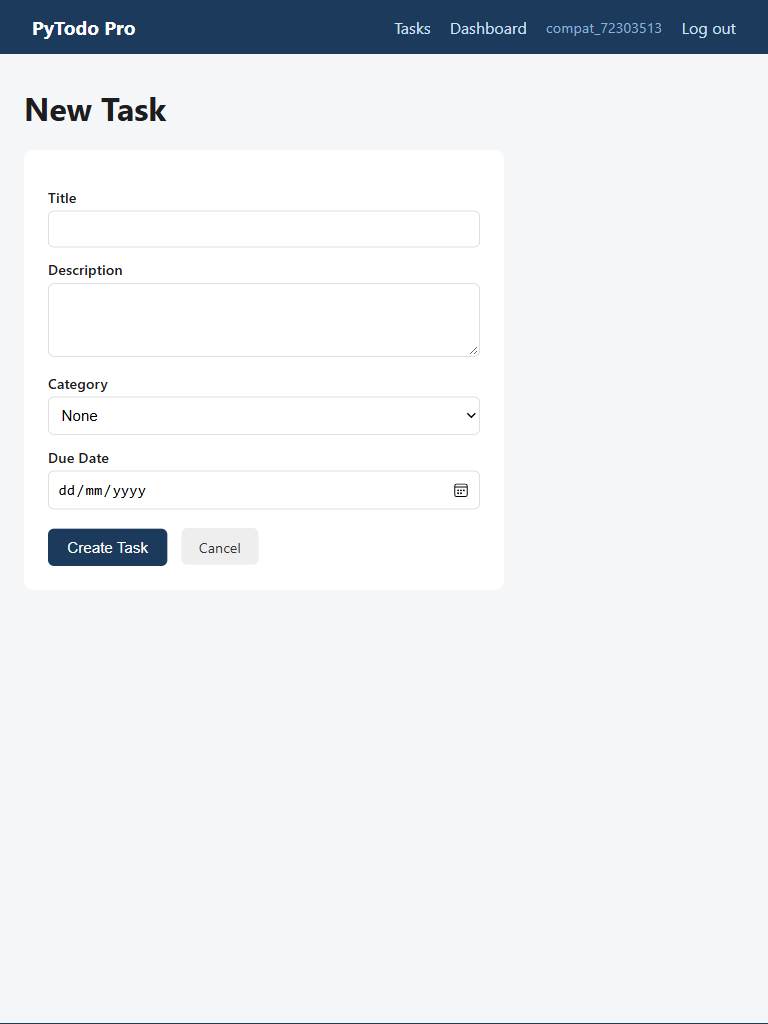 PyTodo Pro Tasks Dashboard compat_72303513 Log out
New Task
Title
Description
Category
None
Due Date
dd/mm/yyyy
Create Task Cancel